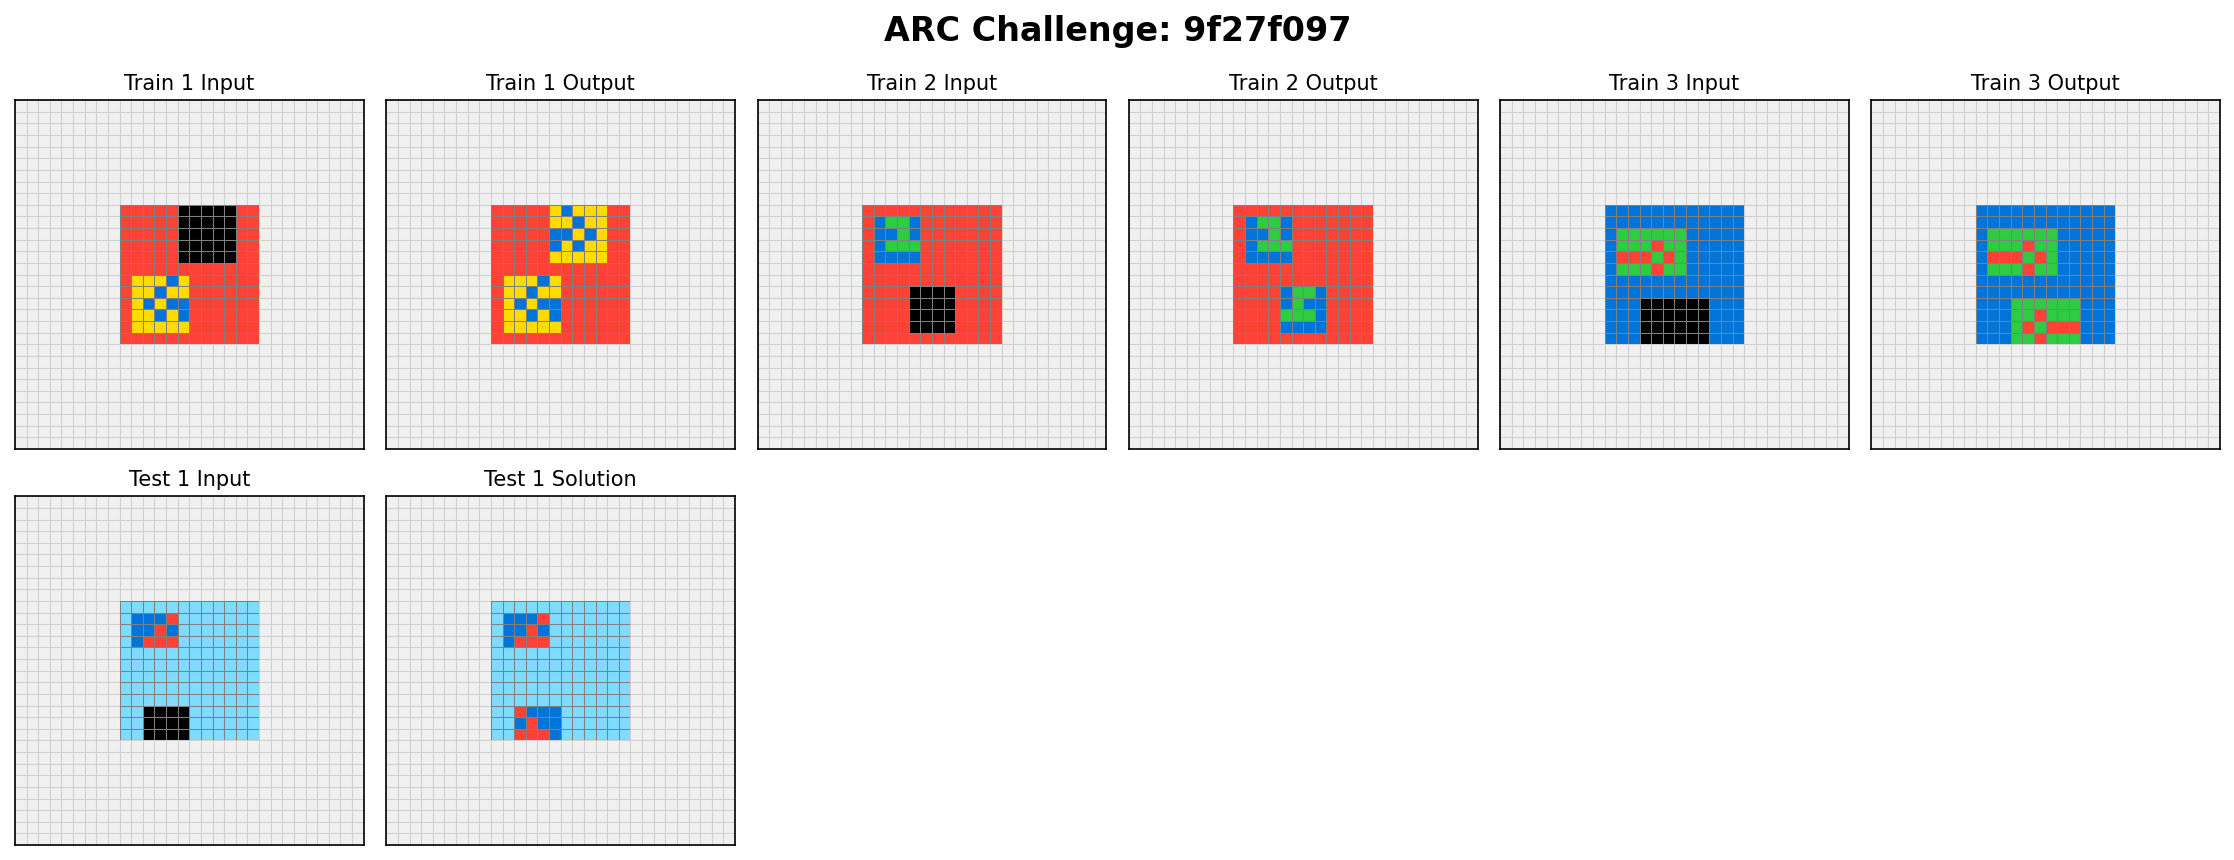 ARC Challenge: 9f27f097
Train 1 Input
Train 1 Output
Train 2 Input
Train 2 Output
Train 3 Input
Train 3 Output
Test 1 Input
Test 1 Solution